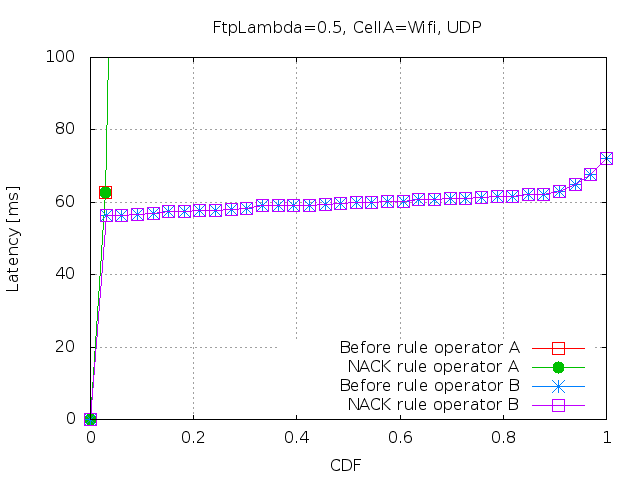 FtpLambda=0.5, CellA=Wifi, UDP
100
80
60
40
20
0
Latency [ms]
Before rule operator A
NACK rule operator A
Before rule operator B
NACK rule operator B
0 0.2 0.4 0.6 0.8 1
CDF